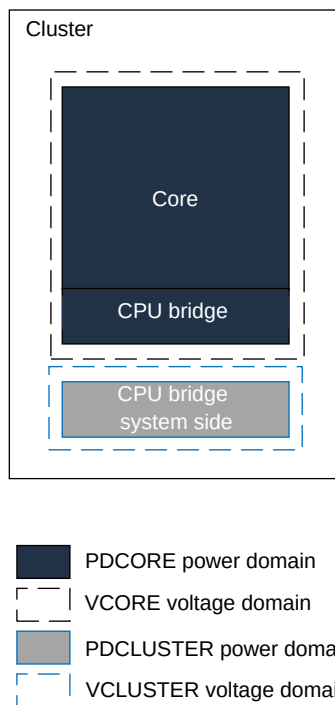 Cluster
Core
CPU bridge
CPU bridge
system side
PDCORE power domain
VCORE voltage domain
PDCLUSTER power doma
VCLUSTER voltage domai